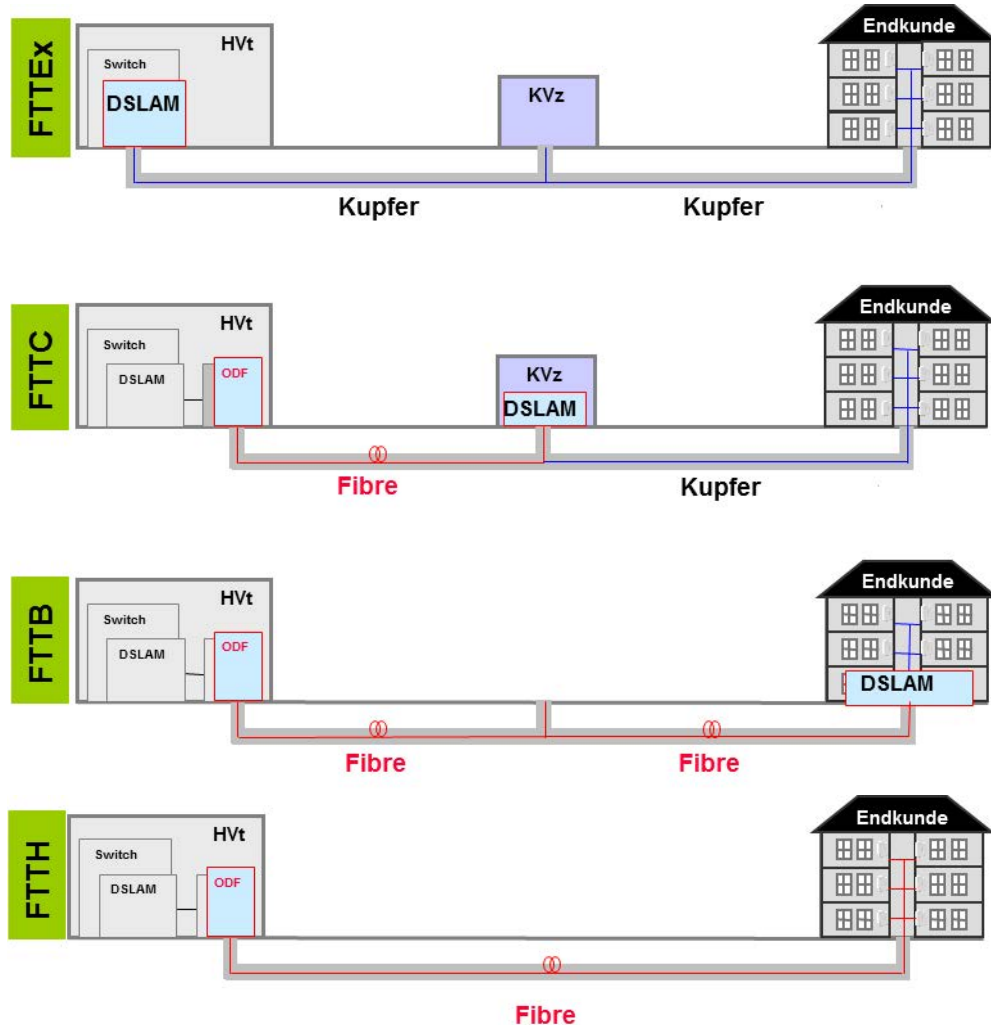 FTTEx
HVt
Switch
DSLAM
KVz
Endkunde
Kupfer
Kupfer
FTTC
HVt
Switch
DSLAM
ODF
KVz
DSLAM
Endkunde
Fibre
Kupfer
FTTB
HVt
Switch
DSLAM
ODF
Endkunde
DSLAM
Fibre
Fibre
FTTH
HVt
Switch
DSLAM
ODF
Endkunde
Fibre